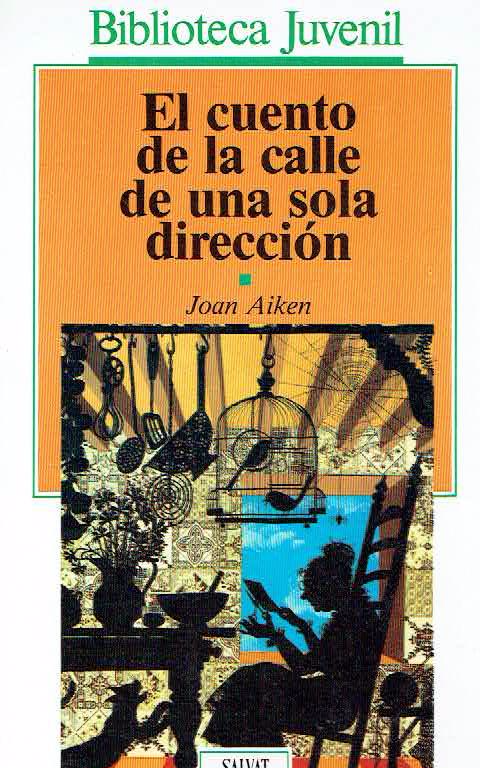 Biblioteca Juvenil
El cuento
de la calle
de una sola
dirección
Joan Aiken
SALVAT